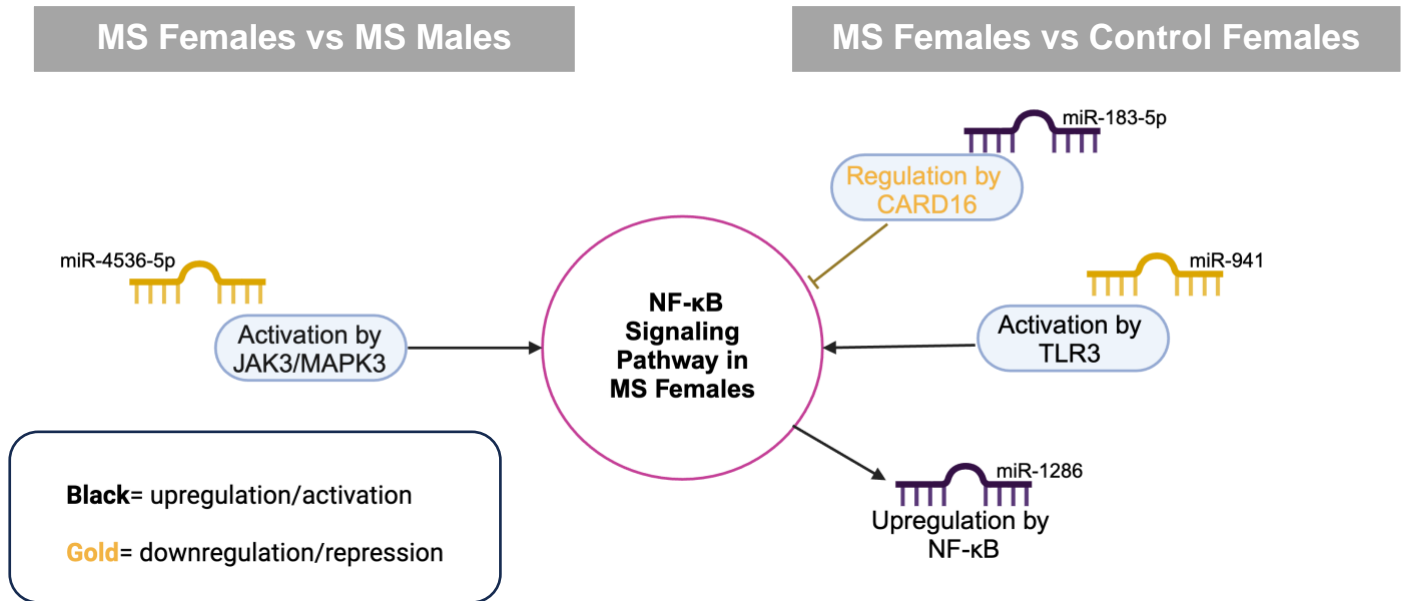 MS Females vs MS Males
MS Females vs Control Females
miR-183-5p
Regulation by
CARD16
miR-4536-5p
miR-941
Activation by
JAK3/MAPK3
NF-κB
Signaling
Pathway in
MS Females
Activation by
TLR3
miR-1286
Upregulation by
NF-κB
Black= upregulation/activation
Gold= downregulation/repression